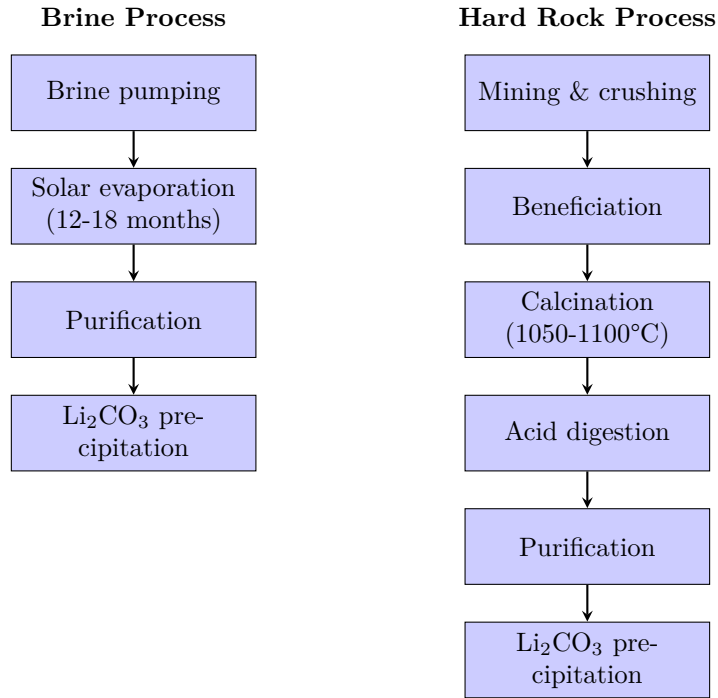 Brine Process
Brine pumping
Solar evaporation
(12-18 months)
Purification
Li₂CO₃ pre-
cipitation
Hard Rock Process
Mining & crushing
Beneficiation
Calcination
(1050-1100°C)
Acid digestion
Purification
Li₂CO₃ pre-
cipitation